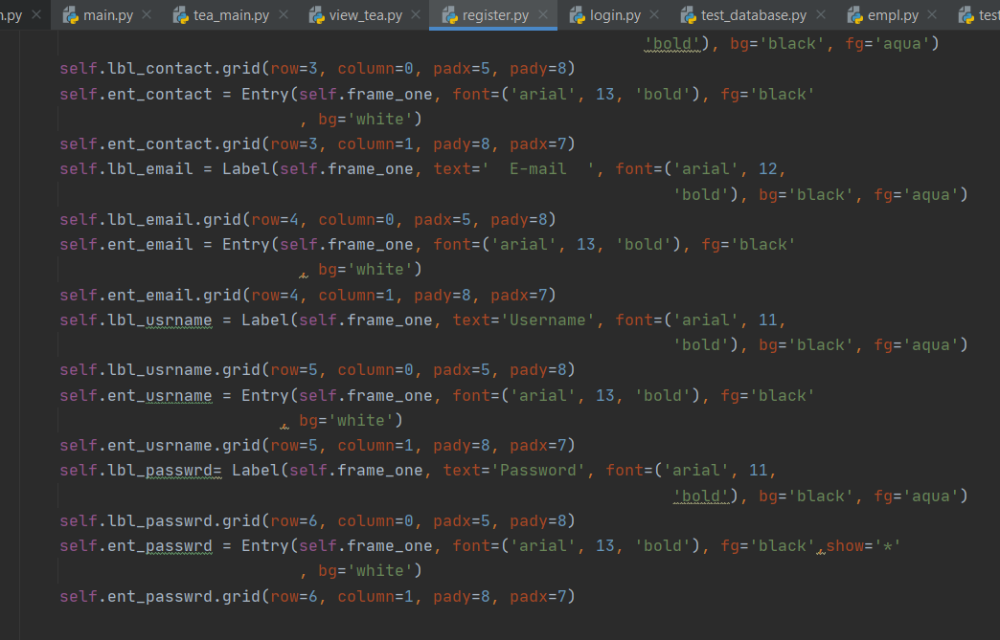 n.py main.py tea_main.py view_tea.py register.py login.py test_database.py empl.py test
'bold'), bg='black', fg='aqua')
self.lbl_contact.grid(row=3, column=0, padx=5, pady=8)
self.ent_contact = Entry(self.frame_one, font=('arial', 13, 'bold'), fg='black'
, bg='white')
self.ent_contact.grid(row=3, column=1, pady=8, padx=7)
self.lbl_email = Label(self.frame_one, text='  E-mail  ', font=('arial', 12,
'bold'), bg='black', fg='aqua')
self.lbl_email.grid(row=4, column=0, padx=5, pady=8)
self.ent_email = Entry(self.frame_one, font=('arial', 13, 'bold'), fg='black'
, bg='white')
self.ent_email.grid(row=4, column=1, pady=8, padx=7)
self.lbl_usrname = Label(self.frame_one, text='Username', font=('arial', 11,
'bold'), bg='black', fg='aqua')
self.lbl_usrname.grid(row=5, column=0, padx=5, pady=8)
self.ent_usrname = Entry(self.frame_one, font=('arial', 13, 'bold'), fg='black'
, bg='white')
self.ent_usrname.grid(row=5, column=1, pady=8, padx=7)
self.lbl_passwrd= Label(self.frame_one, text='Password', font=('arial', 11,
'bold'), bg='black', fg='aqua')
self.lbl_passwrd.grid(row=6, column=0, padx=5, pady=8)
self.ent_passwrd = Entry(self.frame_one, font=('arial', 13, 'bold'), fg='black',show='*'
, bg='white')
self.ent_passwrd.grid(row=6, column=1, pady=8, padx=7)